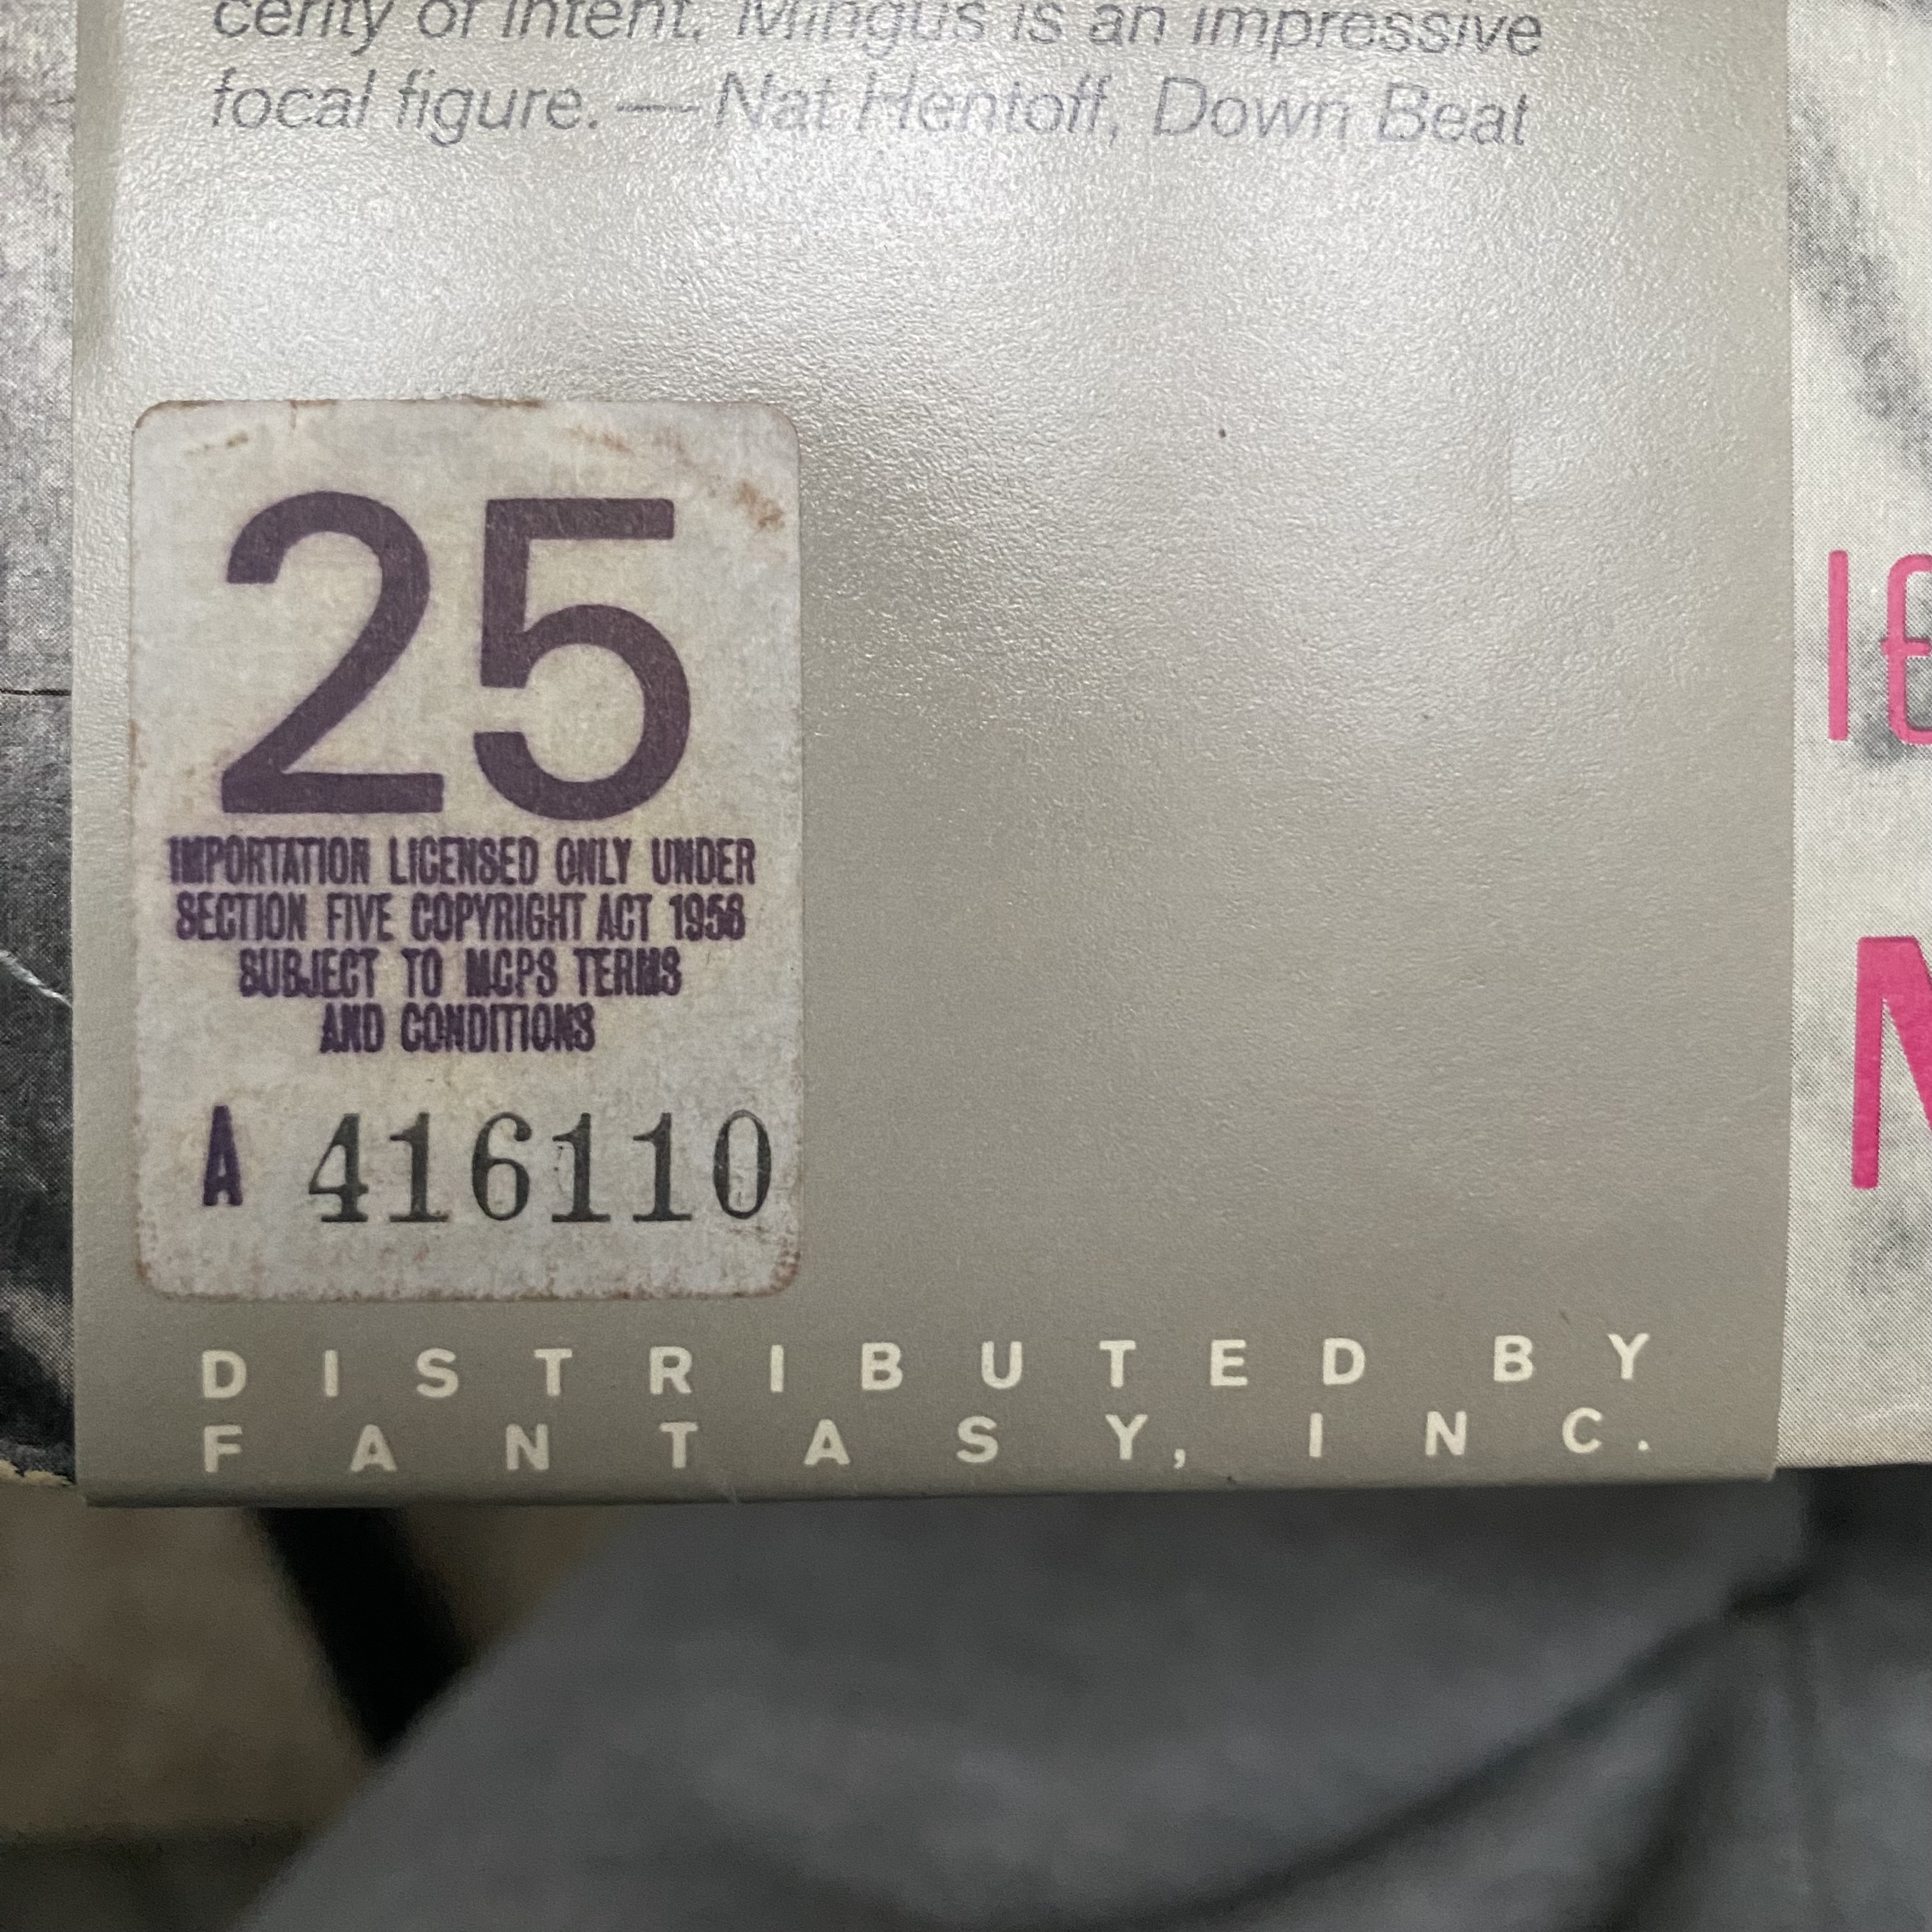 cerity of intent. Mingus is an impressive
focal figure. — Nat Hentoff, Down Beat
25
IMPORTATION LICENSED ONLY UNDER
SECTION FIVE COPYRIGHT ACT 1956
SUBJECT TO MCPS TERMS
AND CONDITIONS
A 416110
DISTRIBUTED BY
FANTASY, INC.